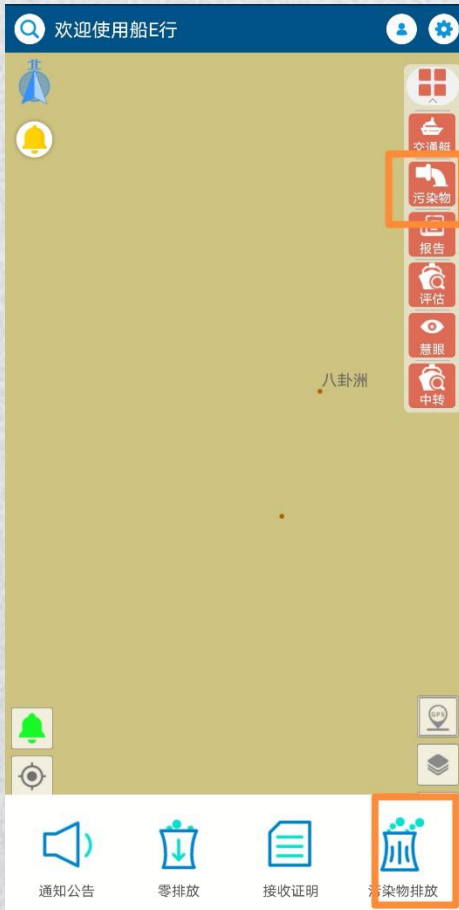 欢迎使用船E行
北
交通艇
污染物
报告
评估
慧眼
八卦洲
中转
GPS
通知公告
零排放
接收证明
污染物排放